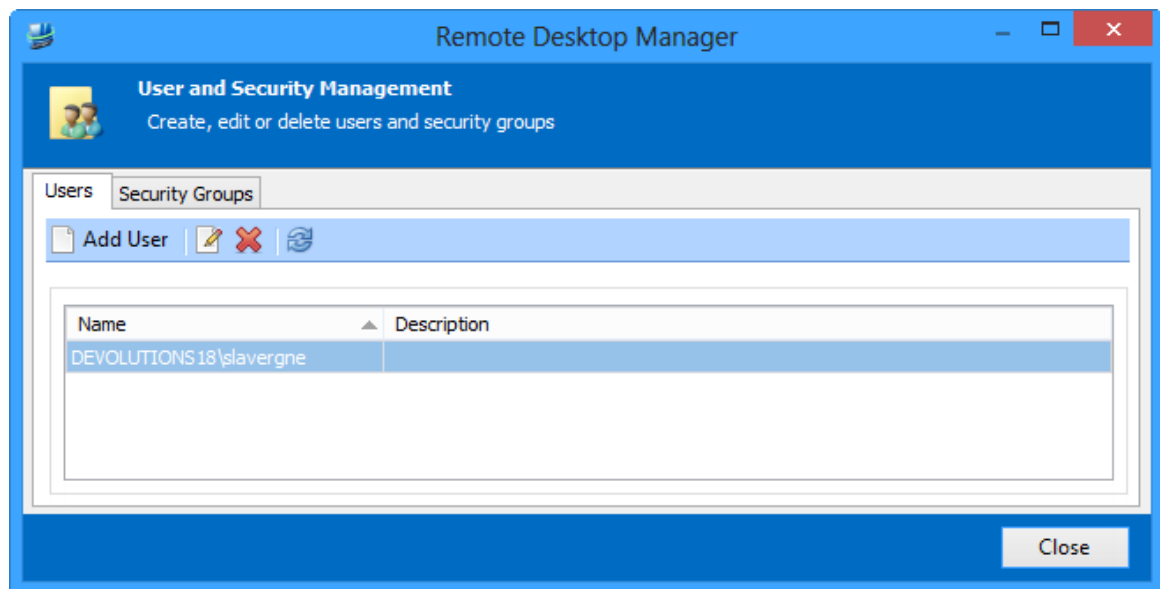 Remote Desktop Manager
User and Security Management
Create, edit or delete users and security groups
Users Security Groups
Add User
Name Description
DEVOLUTIONS18\slavergne
Close